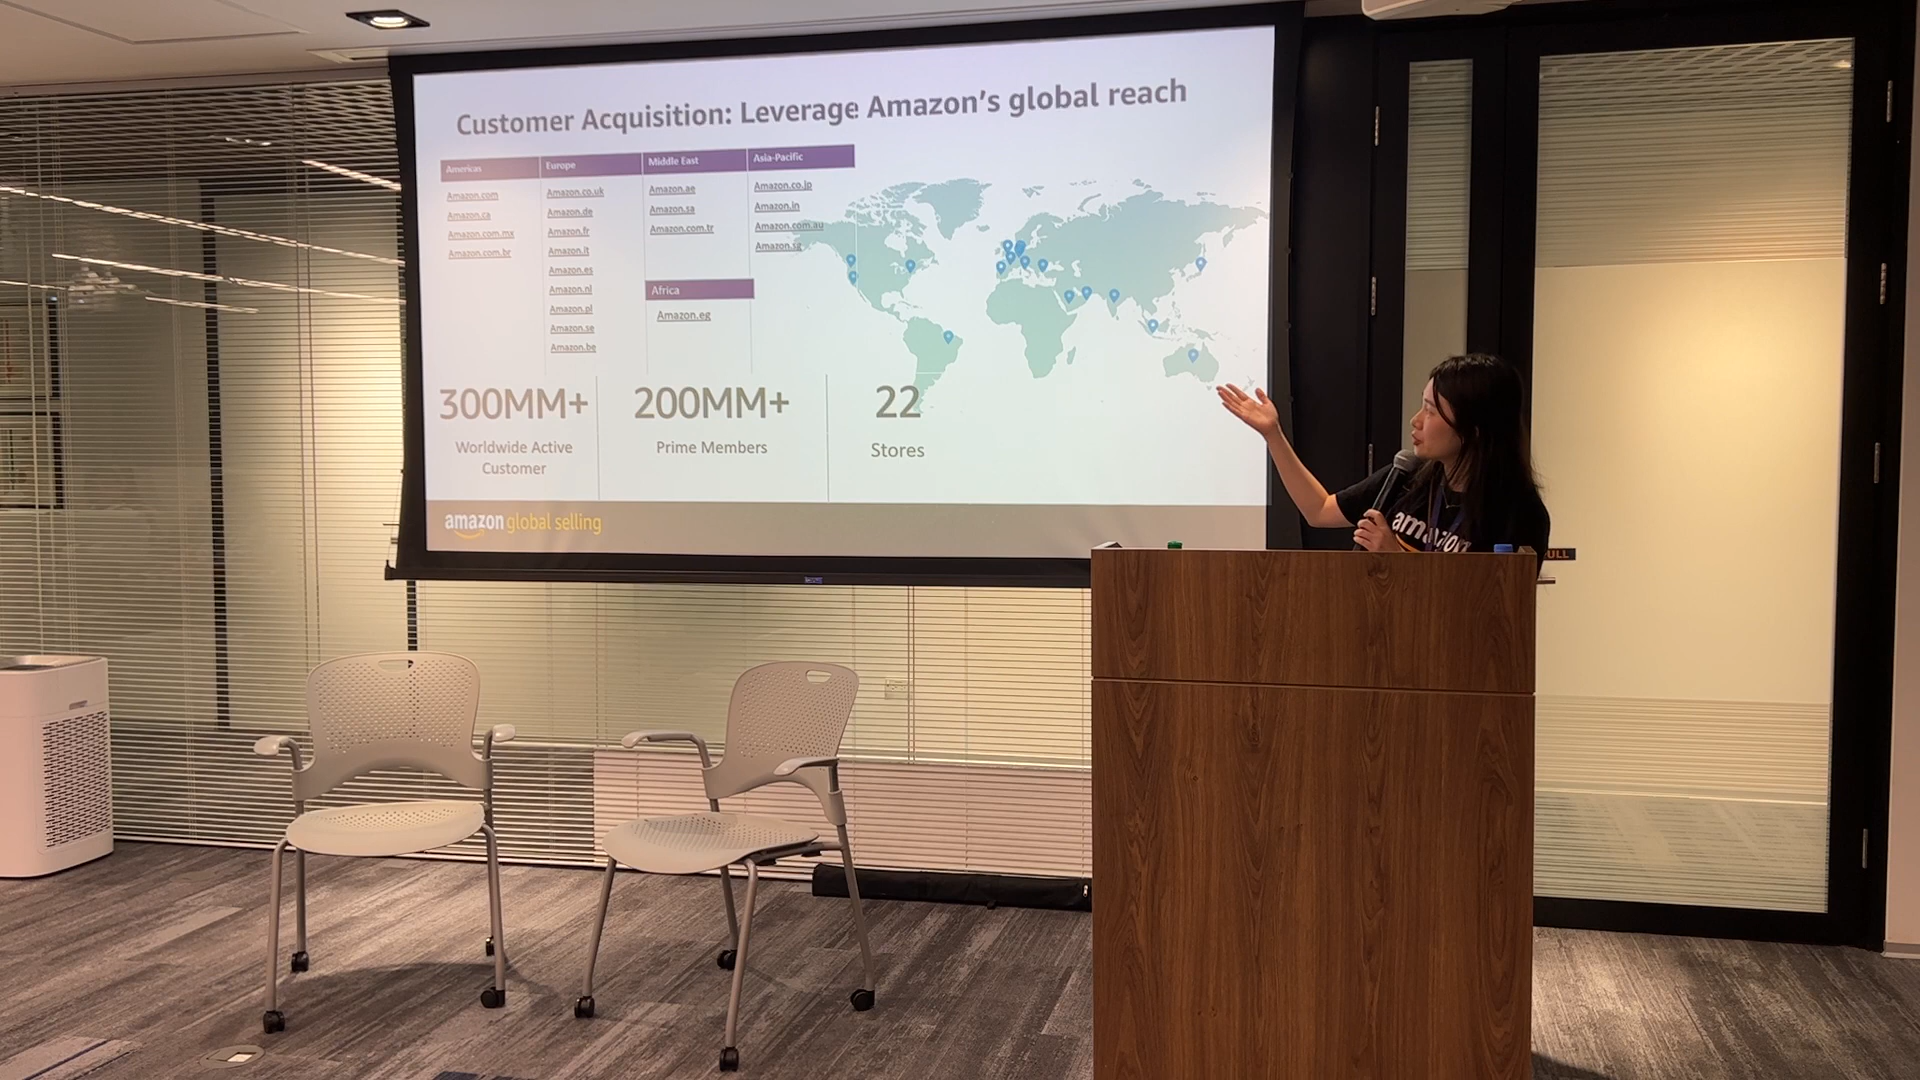 Customer Acquisition: Leverage Amazon's global reach
Americas
Amazon.com
Amazon.ca
Amazon.com.mx
Amazon.com.br
Europe
Amazon.co.uk
Amazon.de
Amazon.fr
Amazon.it
Amazon.es
Amazon.nl
Amazon.pl
Amazon.se
Amazon.be
Middle East
Amazon.ae
Amazon.sa
Amazon.com.tr
Africa
Amazon.eg
Asia-Pacific
Amazon.co.jp
Amazon.in
Amazon.com.au
Amazon.sg
300MM+
Worldwide Active
Customer
200MM+
Prime Members
22
Stores
amazon global selling
amazon